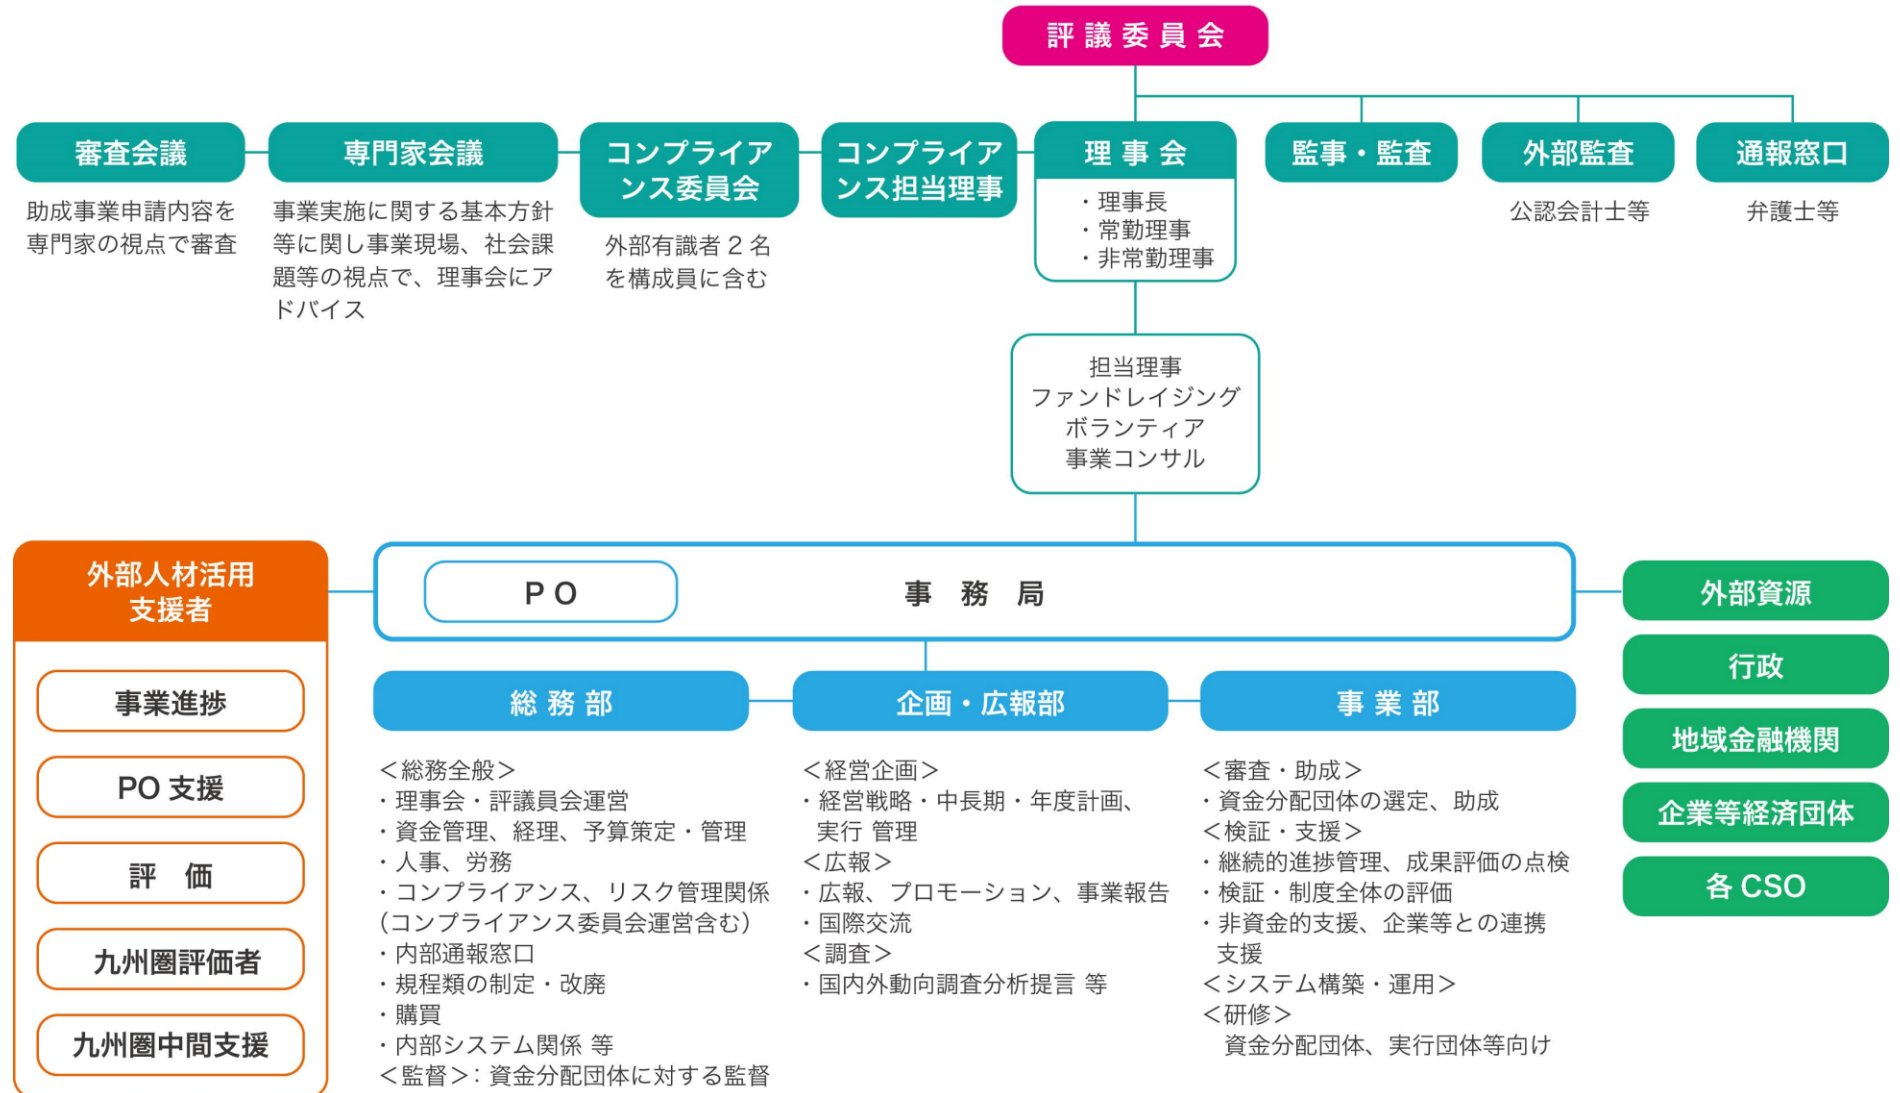 評議委員会
審査会議
助成事業申請内容を
専門家の視点で審査
専門家会議
事業実施に関する基本方針
等に関し事業現場、社会課
題等の視点で、理事会にア
ドバイス
コンプライア
ンス委員会
外部有識者 2 名
を構成員に含む
コンプライア
ンス担当理事
理事会
・理事長
・常勤理事
・非常勤理事
監事・監査
外部監査
公認会計士等
通報窓口
弁護士等
担当理事
ファンドレイジング
ボランティア
事業コンサル
外部人材活用
支援者
事業進捗
PO 支援
評　価
九州圏評価者
九州圏中間支援
PO
事　務　局
総務部
＜総務全般＞
・理事会・評議員会運営
・資金管理、経理、予算策定・管理
・人事、労務
・コンプライアンス、リスク管理関係
（コンプライアンス委員会運営含む）
・内部通報窓口
・規程類の制定・改廃
・購買
・内部システム関係 等
＜監督＞：資金分配団体に対する監督
企画・広報部
＜経営企画＞
・経営戦略・中長期・年度計画、
実行 管理
＜広報＞
・広報、プロモーション、事業報告
・国際交流
＜調査＞
・国内外動向調査分析提言 等
事業部
＜審査・助成＞
・資金分配団体の選定、助成
＜検証・支援＞
・継続的進捗管理、成果評価の点検
・検証・制度全体の評価
・非資金的支援、企業等との連携
支援
＜システム構築・運用＞
＜研修＞
資金分配団体、実行団体等向け
外部資源
行政
地域金融機関
企業等経済団体
各 CSO